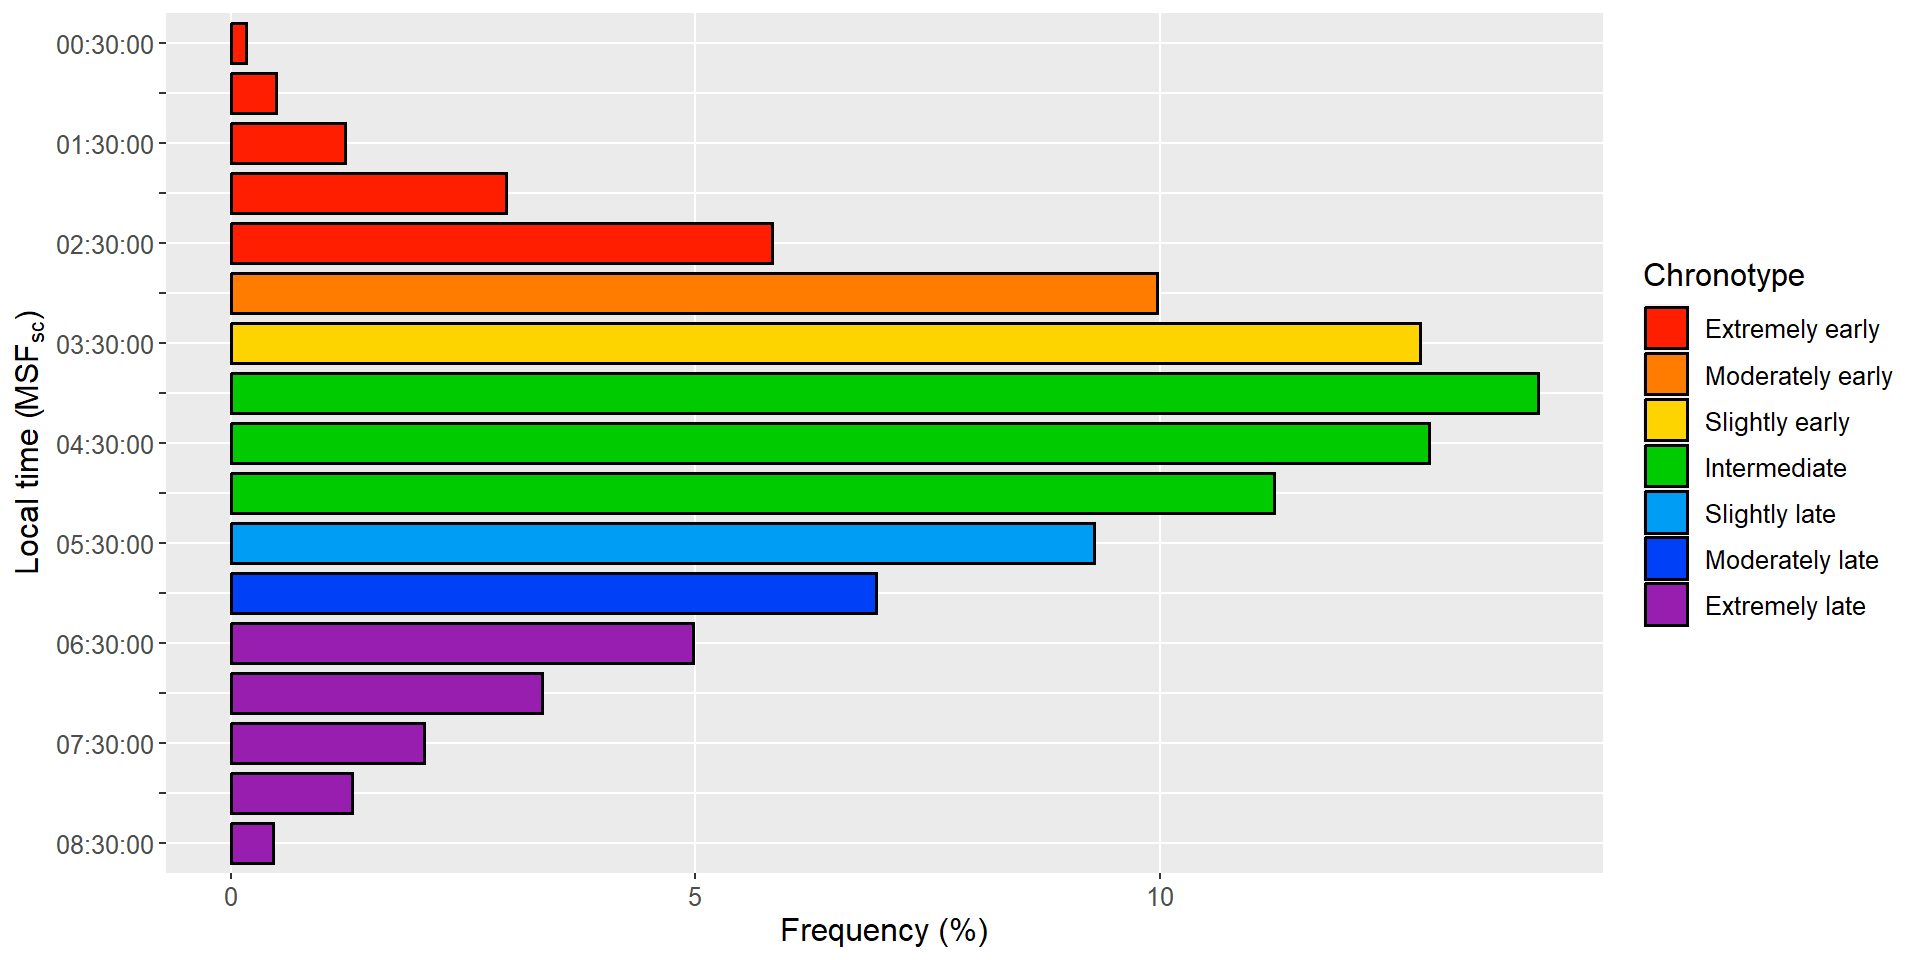 00:30:00
01:30:00
02:30:00
03:30:00
04:30:00
05:30:00
06:30:00
07:30:00
08:30:00
Local time (MSFsc)
0 5 10
Frequency (%)
Chronotype
Extremely early
Moderately early
Slightly early
Intermediate
Slightly late
Moderately late
Extremely late